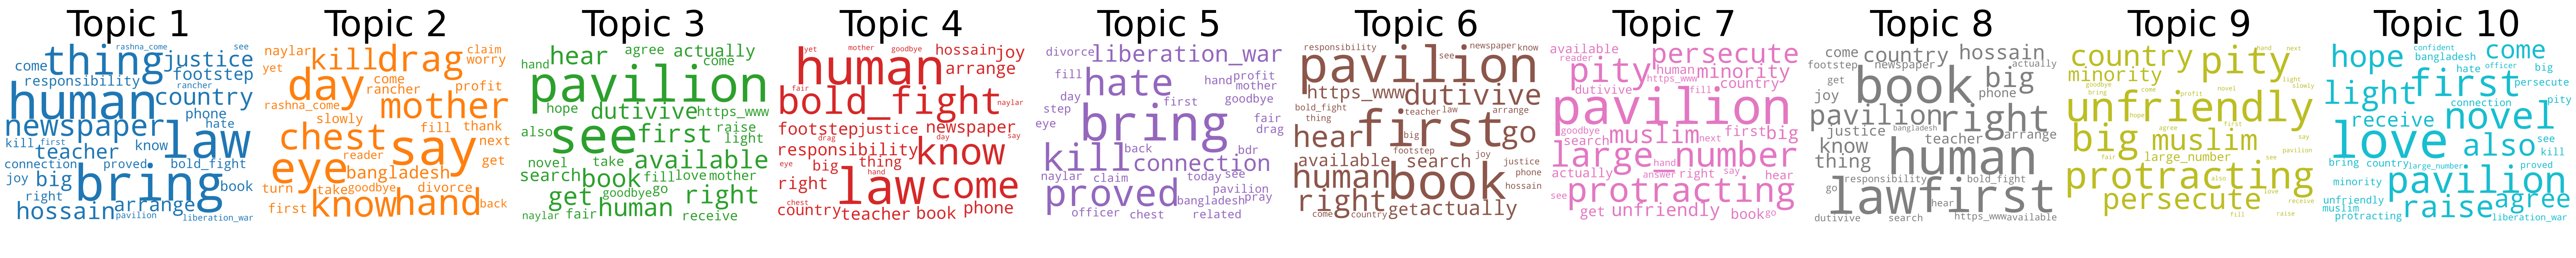 Topic 1
rashna_come see
thing justice
come footstep
responsibility rancher
human country
phone
newspaper hate
law
kill first teacher know
connection proved bold_fight
joy big bring book
right arrange
hossain pavilion liberation_war
Topic 2
naylar kill drag claim
yet worry
day come profit
rancher
rashna_come mother
slowly
chest fill thank
eye reader say next
bangladesh get
turn take goodbye divorce
first know hand back
Topic 3
hear agree actually
hand come
pavilion
hope dutivive https_www
also see first raise
light
novel take available
search book fill love mother
get goodbye go right
naylar fair human receive
Topic 4
yet mother goodbye hossain joy
human arrange
fair
bold_fight naylar
footstep justice newspaper
drag day say
responsibility know
eye big thing
right hand law come
chest
country teacher book phone
Topic 5
divorce liberation_war
fill hate hand profit
day mother
step first goodbye
eye bring fair
drag
kill back bdr
connection
naylar claim today see
proved pavilion
bangladesh pray
officer chest related
Topic 6
responsibility newspaper know
pavilion see
https_www dutivive
bold_fight teacher law arrange
thing
hear first go
big
footstep joy
available search justice
human book phone
right hossain
come country get actually
Topic 7
available persecute
reader
pity human minority
https_www country
dutivive fill
pavilion
goodbye muslim next first big
search
large number
actually hand
answer right say hear
see protracting
get unfriendly book go
Topic 8
come country hossain
footstep newspaper actually
get book big
joy phone
pavilion right
justice bangladesh arrange
know teacher
thing human
responsibility bold_fight
go law first
hear
dutivive search https_www available
Topic 9
country pity hand next
minority light
goodbye slowly
bring come profit novel
unfriendly
hope first
big muslim
agree say
fair large_number see pavilion
protracting
also love
persecute receive
fill raise
Topic 10
hope confident come
bangladesh
officer big
hate persecute
light first
connection pity
receive novel
love also see
kill
bring country large_number proved
minority pavilion
unfriendly raise agree
muslim
protracting liberation_war